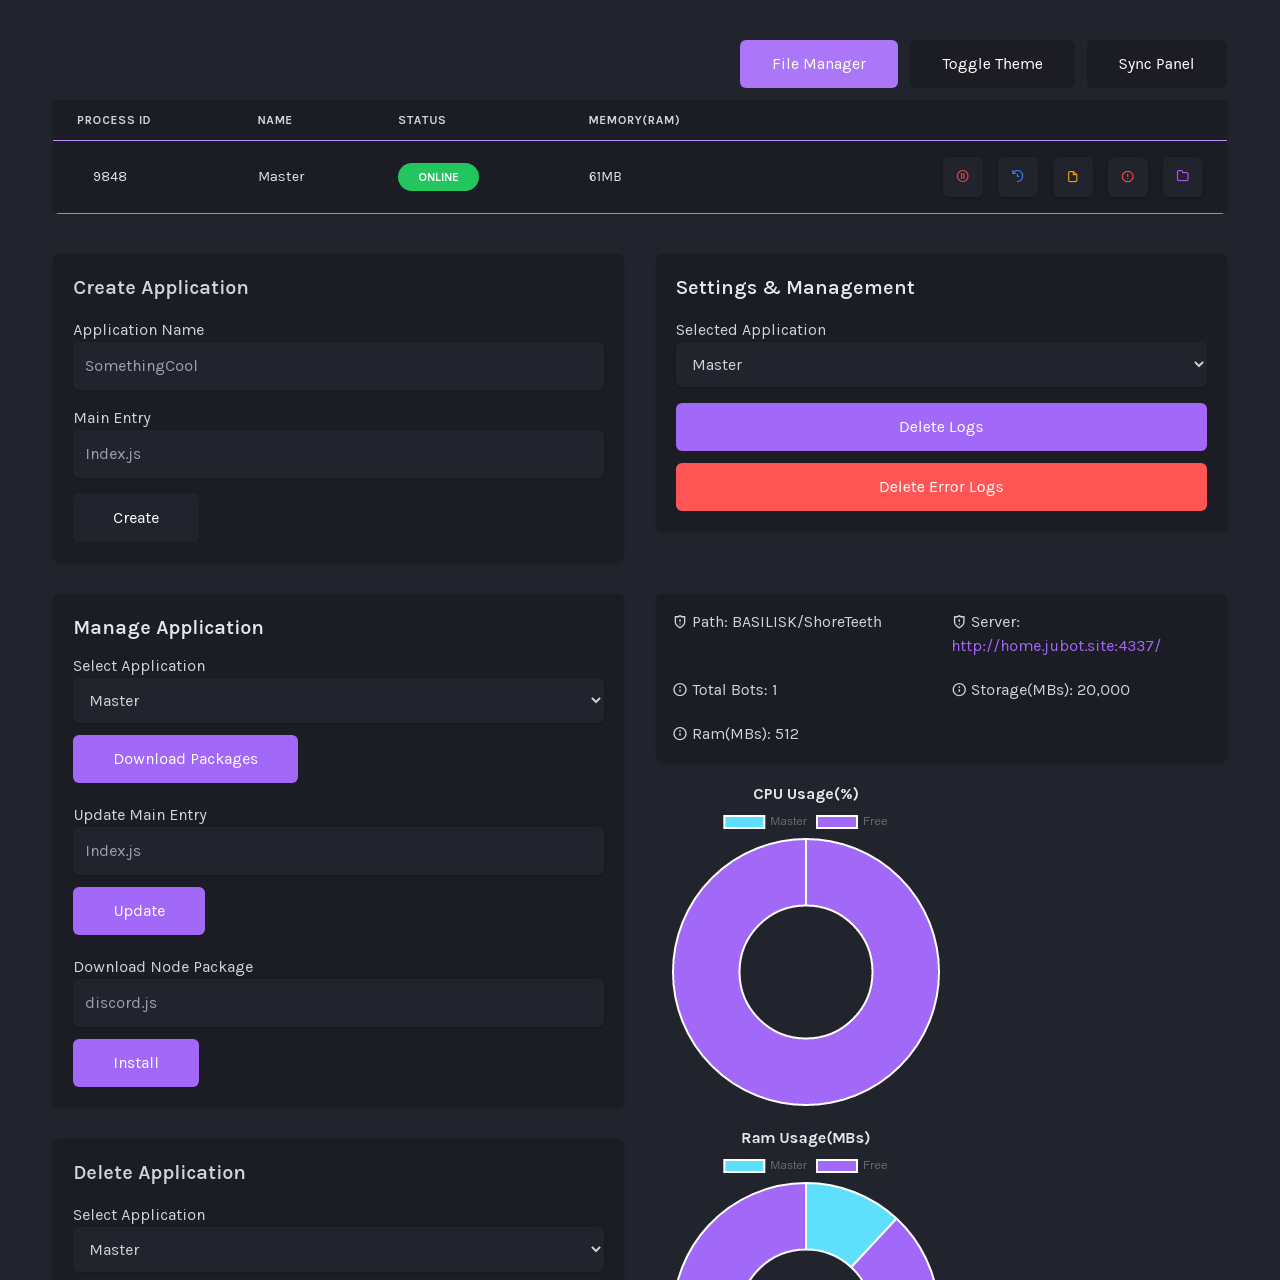 File Manager
Toggle Theme
Sync Panel
PROCESS ID NAME STATUS MEMORY(RAM)
9848 Master ONLINE 61MB
Create Application
Application Name
SomethingCool
Main Entry
Index.js
Create
Settings & Management
Selected Application
Master
Delete Logs
Delete Error Logs
Manage Application
Select Application
Master
Download Packages
Update Main Entry
Index.js
Update
Download Node Package
discord.js
Install
Delete Application
Select Application
Master
Path: BASILISK/ShoreTeeth
Server:
http://home.jubot.site:4337/
Total Bots: 1
Storage(MBs): 20,000
Ram(MBs): 512
CPU Usage(%)
Master Free
Ram Usage(MBs)
Master Free